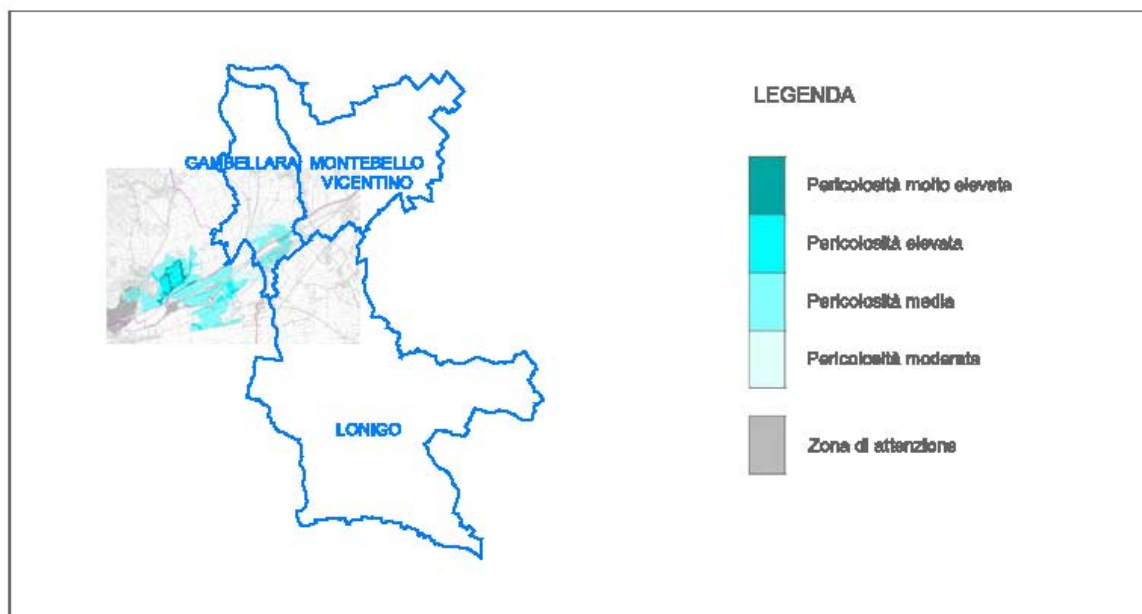 GAMBELLARA
MONTEBELLO
VICENTINO
LONIGO
LEGENDA
Pericolosità molto elevata
Pericolosità elevata
Pericolosità media
Pericolosità moderata
Zona di attenzione